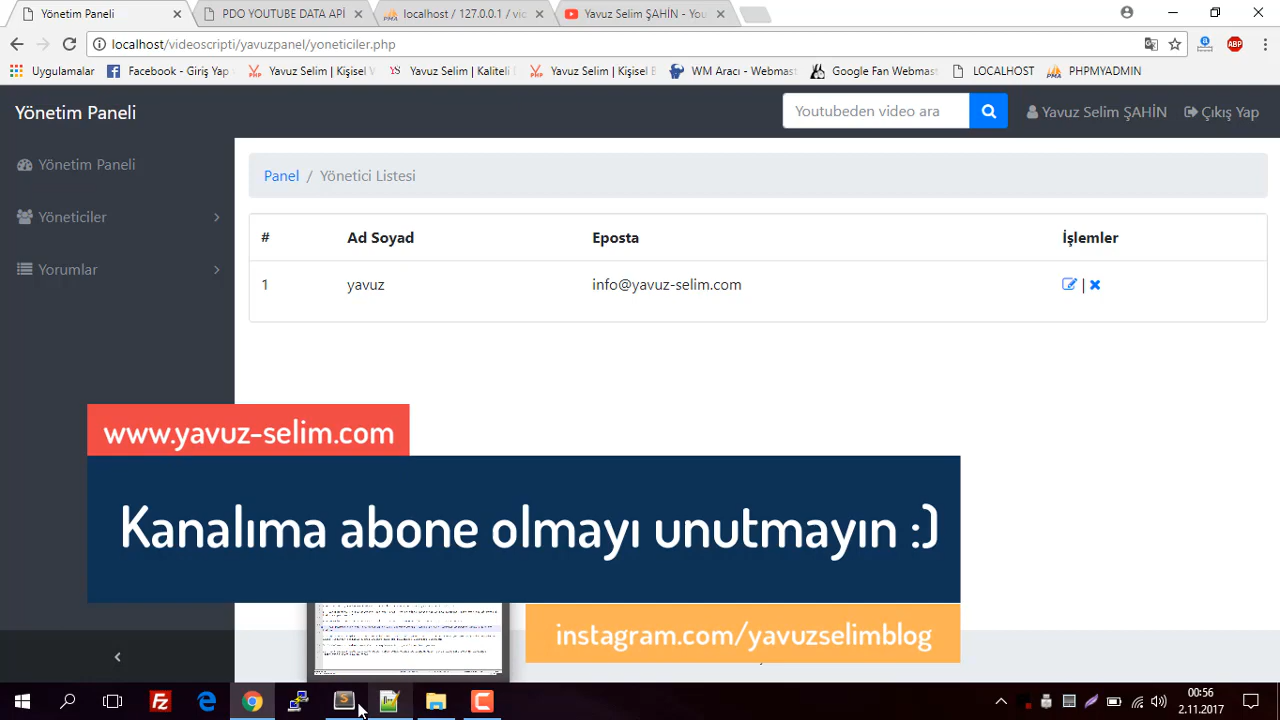 Yönetim Paneli
PDO YOUTUBE DATA APİ
localhost / 127.0.0.1 / vic
Yavuz Selim ŞAHİN - You
localhost/videoscripti/yavuzpanel/yoneticiler.php
ABP
Uygulamalar
Facebook - Giriş Yap
Yavuz Selim | Kişisel V
Yavuz Selim | Kaliteli
Yavuz Selim | Kişisel B
WM Aracı - Webmast
Google Fan Webmast
LOCALHOST
PHPMYADMIN
Yönetim Paneli
Youtubeden video ara
Yavuz Selim ŞAHİN
Çıkış Yap
Yönetim Paneli
Yöneticiler
Yorumlar
Panel / Yönetici Listesi
# Ad Soyad Eposta İşlemler
1 yavuz info@yavuz-selim.com |
www.yavuz-selim.com
Kanalıma abone olmayı unutmayın :)
instagram.com/yavuzselimblog
00:56
2.11.2017